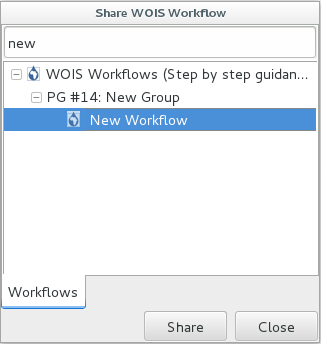 Share WOIS Workflow
new
WOIS Workflows (Step by step guidan...
PG #14: New Group
New Workflow
Workflows
Share
Close